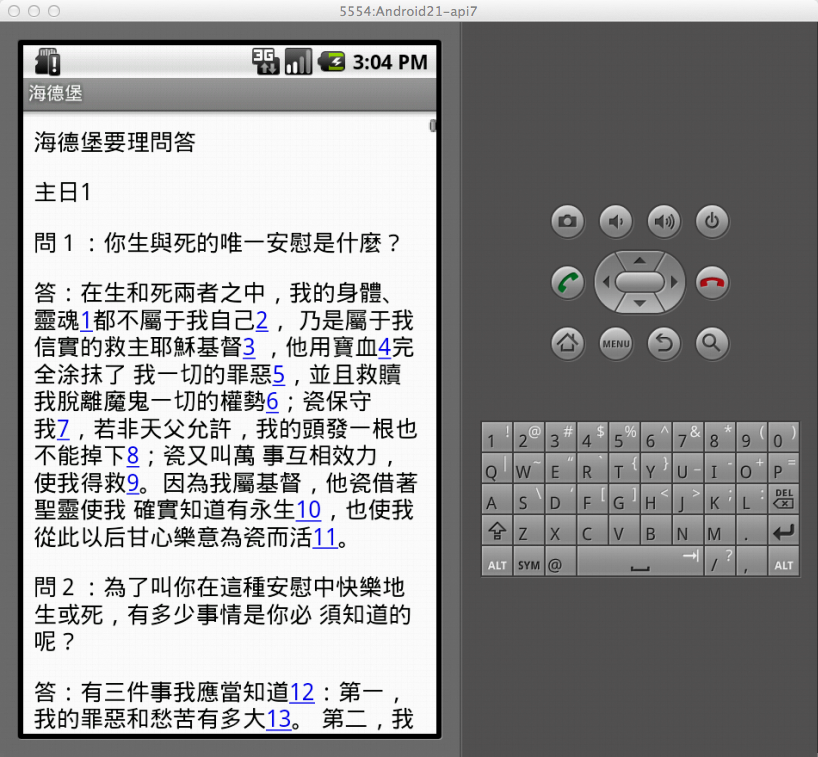 5554:Android21-api7
3G 3:04 PM
海德堡
海德堡要理問答
主日1
問 1 ：你生與死的唯一安慰是什麼？
答：在生和死兩者之中，我的身體、
靈魂1都不屬于我自己2 ， 乃是屬于我
信實的救主耶穌基督3 ，他用寶血4完
全涂抹了 我一切的罪惡5，並且救贖
我脫離魔鬼一切的權勢6；瓷保守
我7，若非天父允許，我的頭發一根也
不能掉下8；瓷又叫萬 事互相效力，
使我得救9。因為我屬基督，他瓷借著
聖靈使我 確實知道有永生10，也使我
從此以后甘心樂意為瓷而活11。
問 2 ：為了叫你在這種安慰中快樂地
生或死，有多少事情是你必 須知道的
呢？
答：有三件事我應當知道12：第一，
我的罪惡和愁苦有多大13。 第二，我
MENU
1 ! 2 @ 3 # 4 $ 5 % 6 ^ 7 & 8 * 9 ( 0 )
Q | W ~ E “ R ` T { Y } U _ I - O + P =
A S \ D ' F [ G ] H < J > K ; L : DEL
Z X C V B N M .
ALT SYM @ / ? , ALT